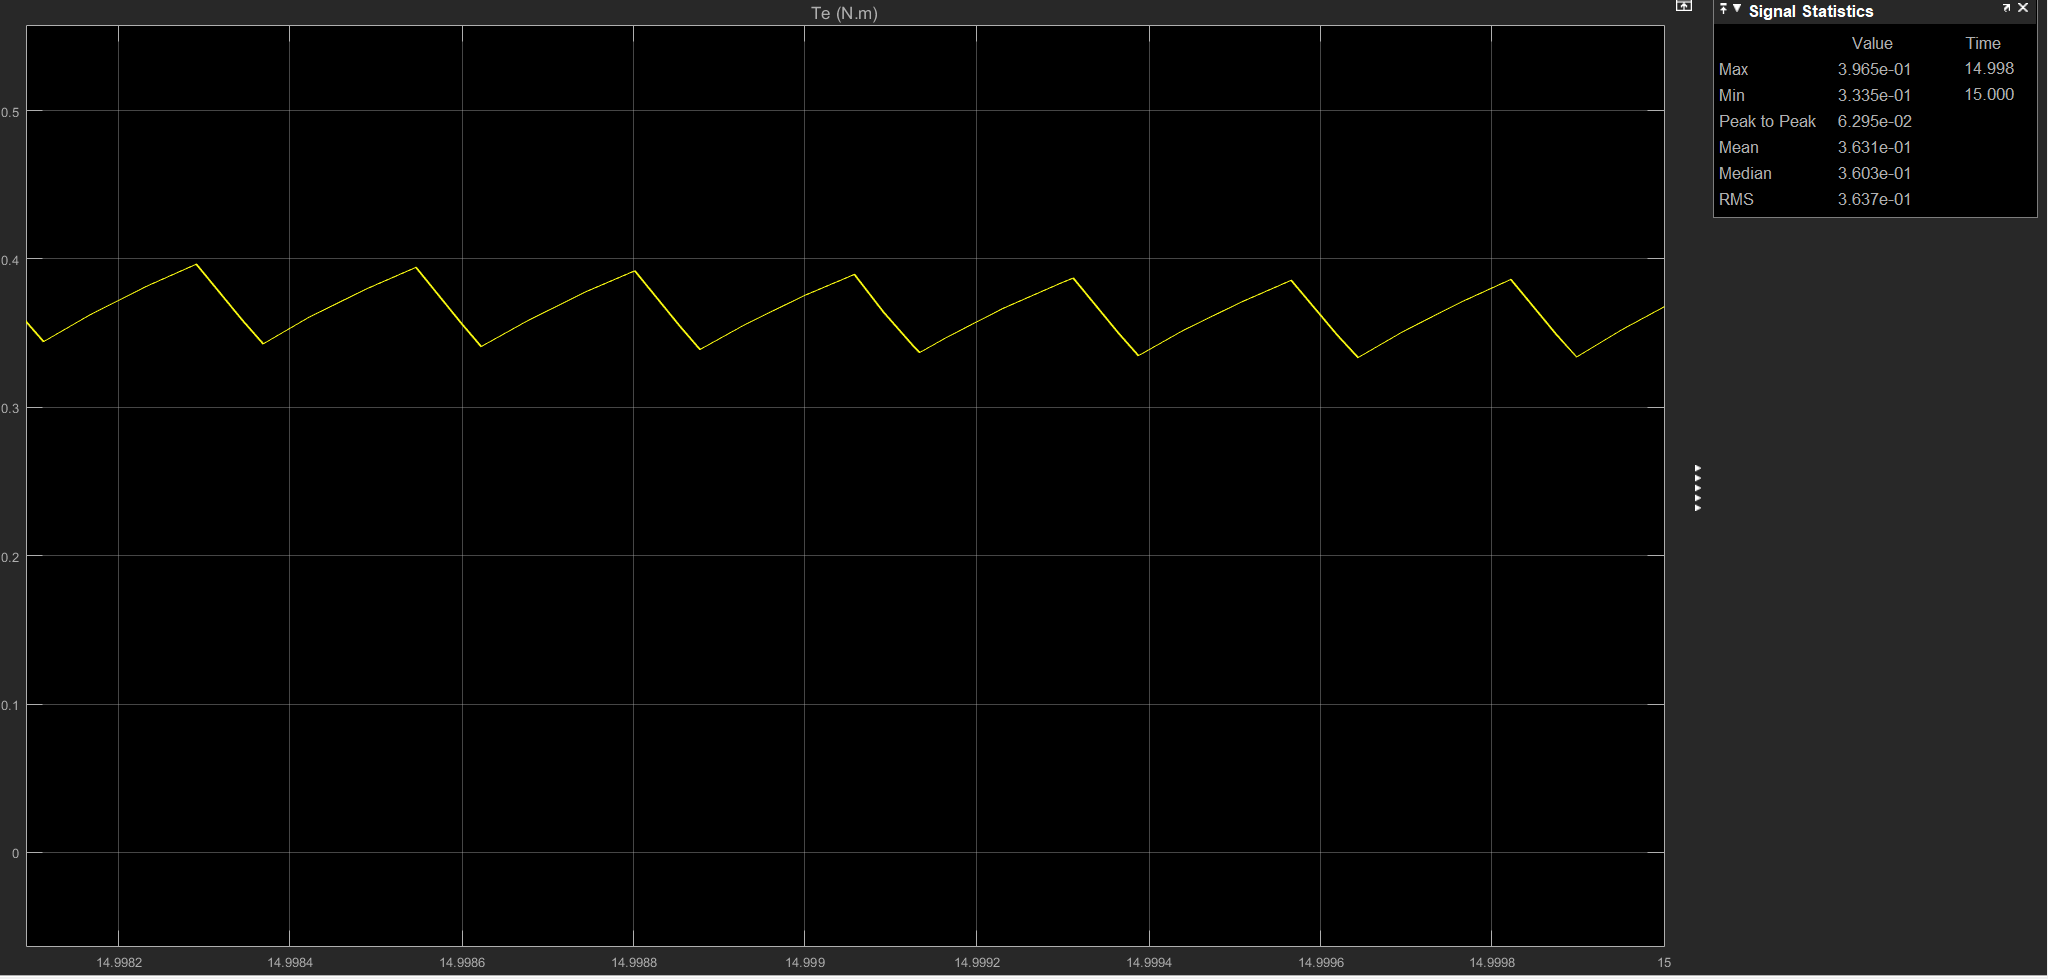 Te (N.m)
0.5
0.4
0.3
0.2
0.1
0
14.9982 14.9984 14.9986 14.9988 14.999 14.9992 14.9994 14.9996 14.9998 15
Signal Statistics
Value Time
Max 3.965e-01 14.998
Min 3.335e-01 15.000
Peak to Peak 6.295e-02
Mean 3.631e-01
Median 3.603e-01
RMS 3.637e-01